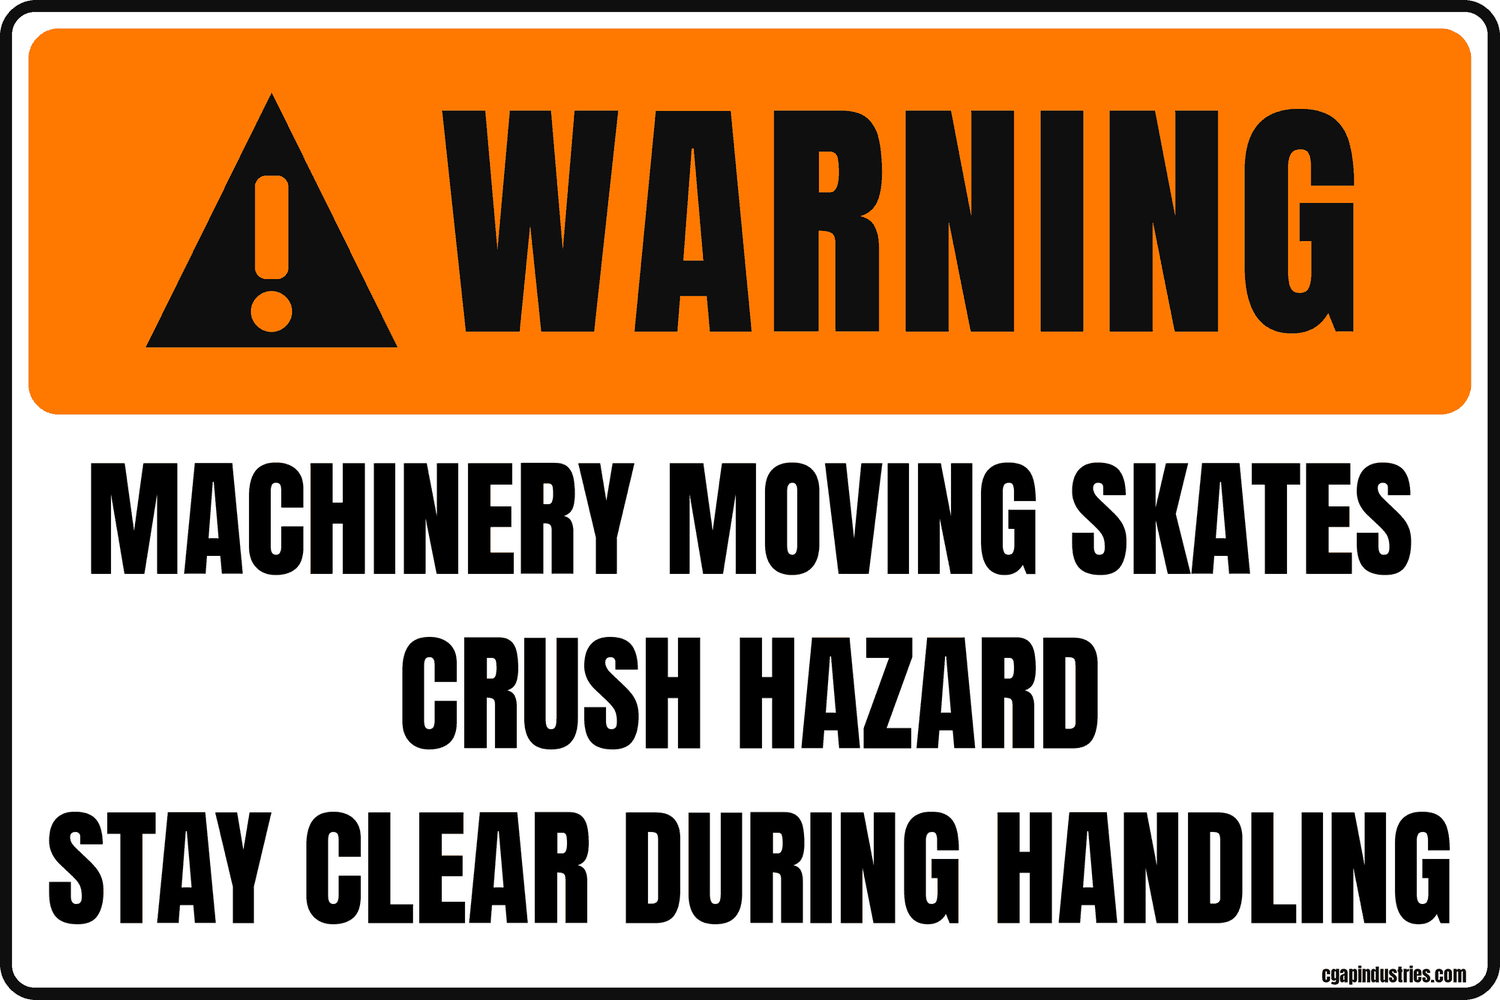 WARNING
MACHINERY MOVING SKATES
CRUSH HAZARD
STAY CLEAR DURING HANDLING
cgapindustries.com